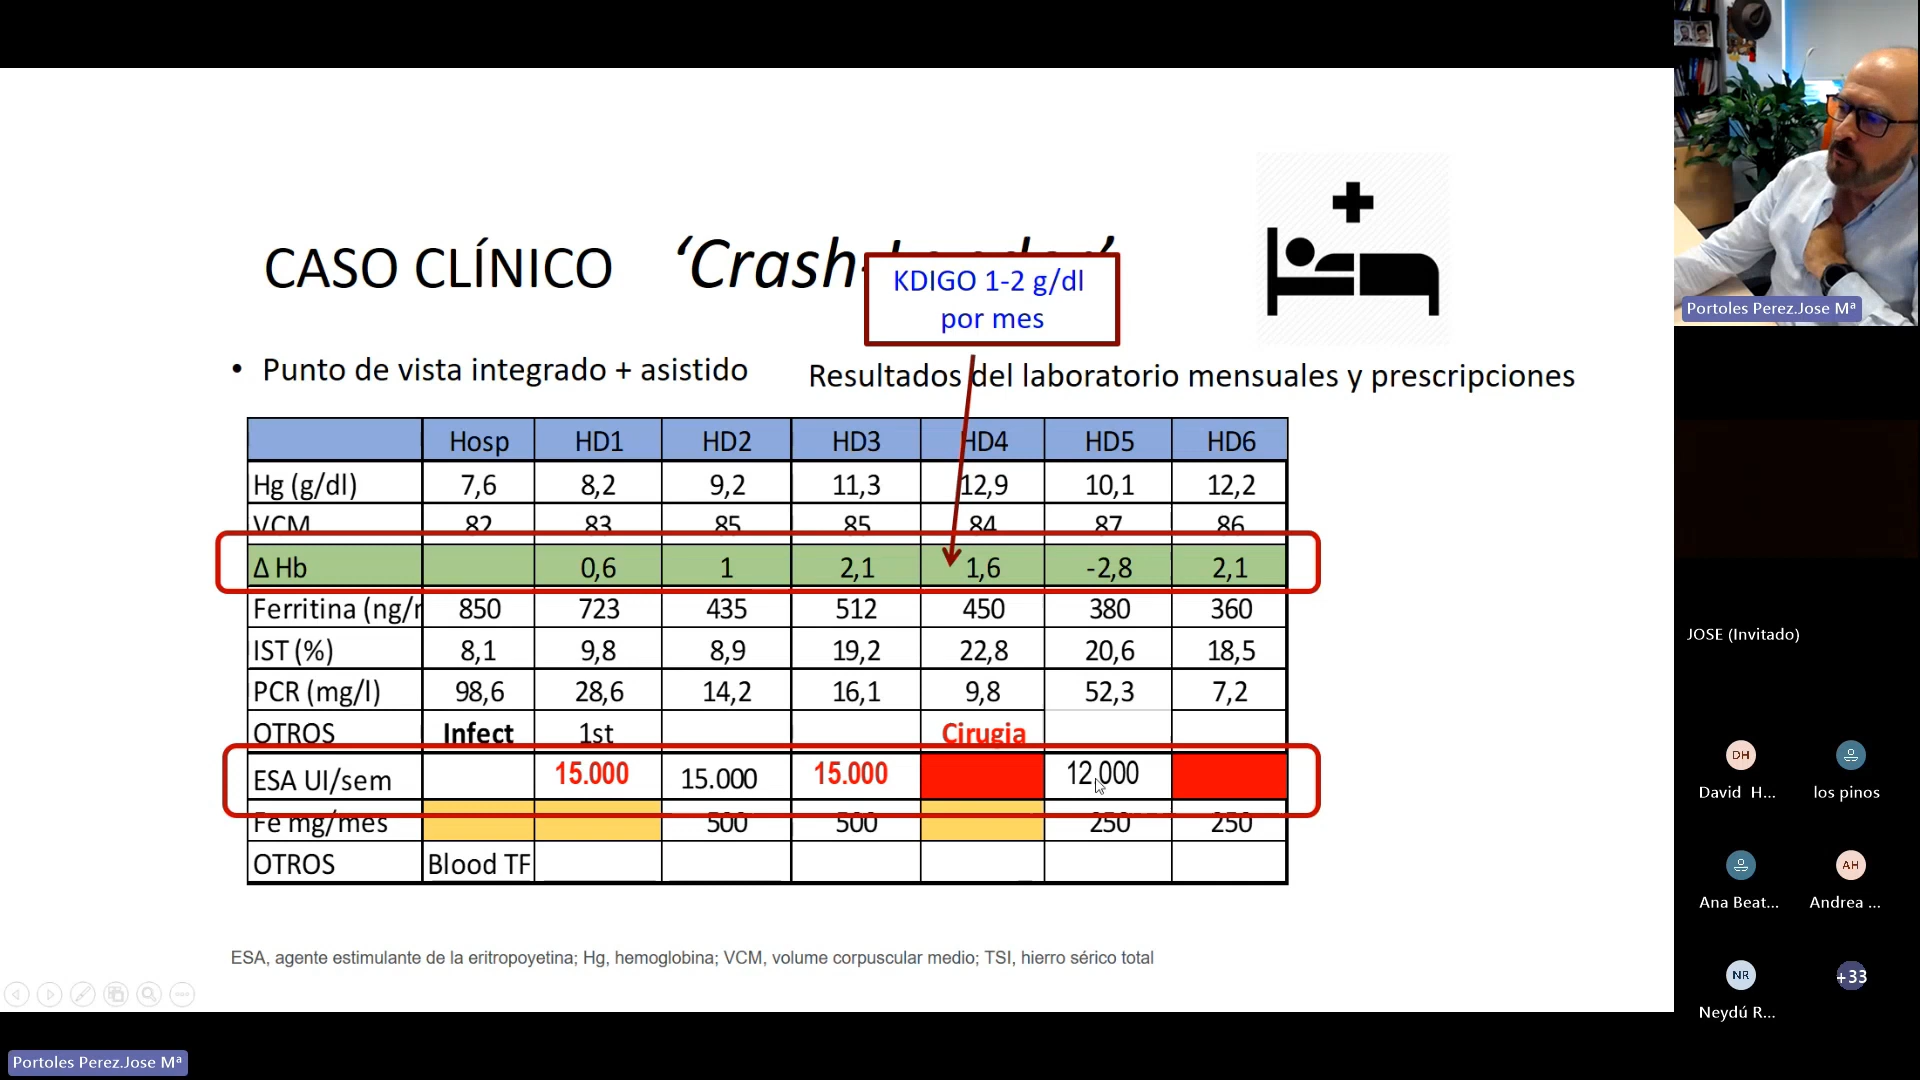 CASO CLÍNICO ‘Crash-
KDIGO 1-2 g/dl
por mes
• Punto de vista integrado + asistido
Resultados del laboratorio mensuales y prescripciones
Hosp HD1 HD2 HD3 HD4 HD5 HD6
Hg (g/dl) 7,6 8,2 9,2 11,3 12,9 10,1 12,2
VCM 82 83 85 85 84 87 86
Δ Hb 0,6 1 2,1 1,6 -2,8 2,1
Ferritina (ng/r 850 723 435 512 450 380 360
IST (%) 8,1 9,8 8,9 19,2 22,8 20,6 18,5
PCR (mg/l) 98,6 28,6 14,2 16,1 9,8 52,3 7,2
OTROS Infect 1st Cirugia
ESA UI/sem 15.000 15.000 15.000 12.000
Fe mg/mes 500 500 250 250
OTROS Blood TF
ESA, agente estimulante de la eritropoyetina; Hg, hemoglobina; VCM, volume corpuscular medio; TSI, hierro sérico total
Portoles Perez.Jose Mª
Portoles Perez.Jose Mª
JOSE (Invitado)
DH
David H...
los pinos
Ana Beat...
AH
Andrea ...
NR
Neydú R...
+33